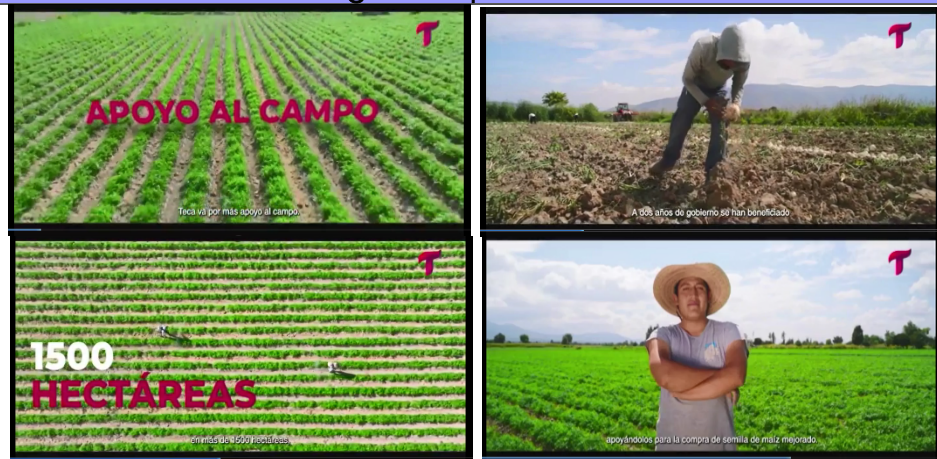 T
APOYO AL CAMPO
Teca va por más apoyo al campo.
T
A dos años de gobierno se han beneficiado
T
1500
HECTÁREAS
en más de 1500 hectáreas,
T
apoyándolos para la compra de semilla de maíz mejorado.